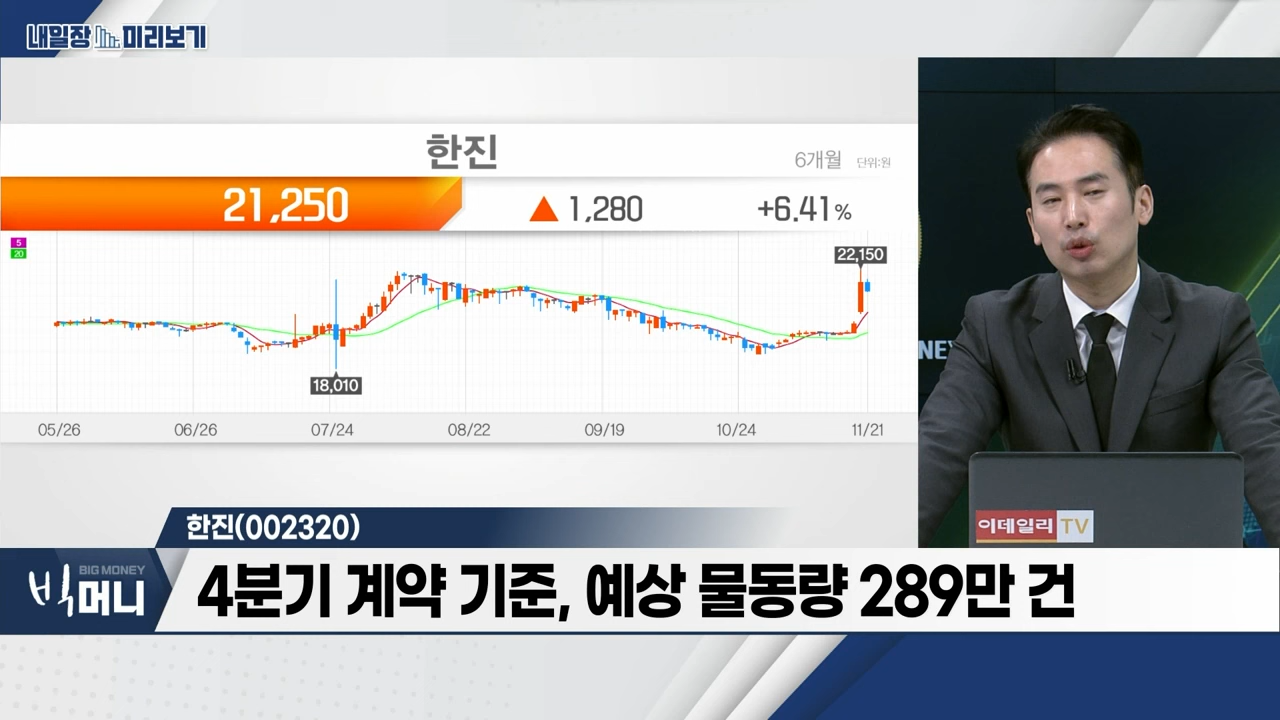 내일장 미리보기
한진
6개월 단위:원
21,250 ▲ 1,280 +6.41%
5
20
22,150
18,010
05/26 06/26 07/24 08/22 09/19 10/24 11/21
NEY
이데일리 TV
한진(002320)
BIG MONEY
빅머니
4분기 계약 기준, 예상 물동량 289만 건